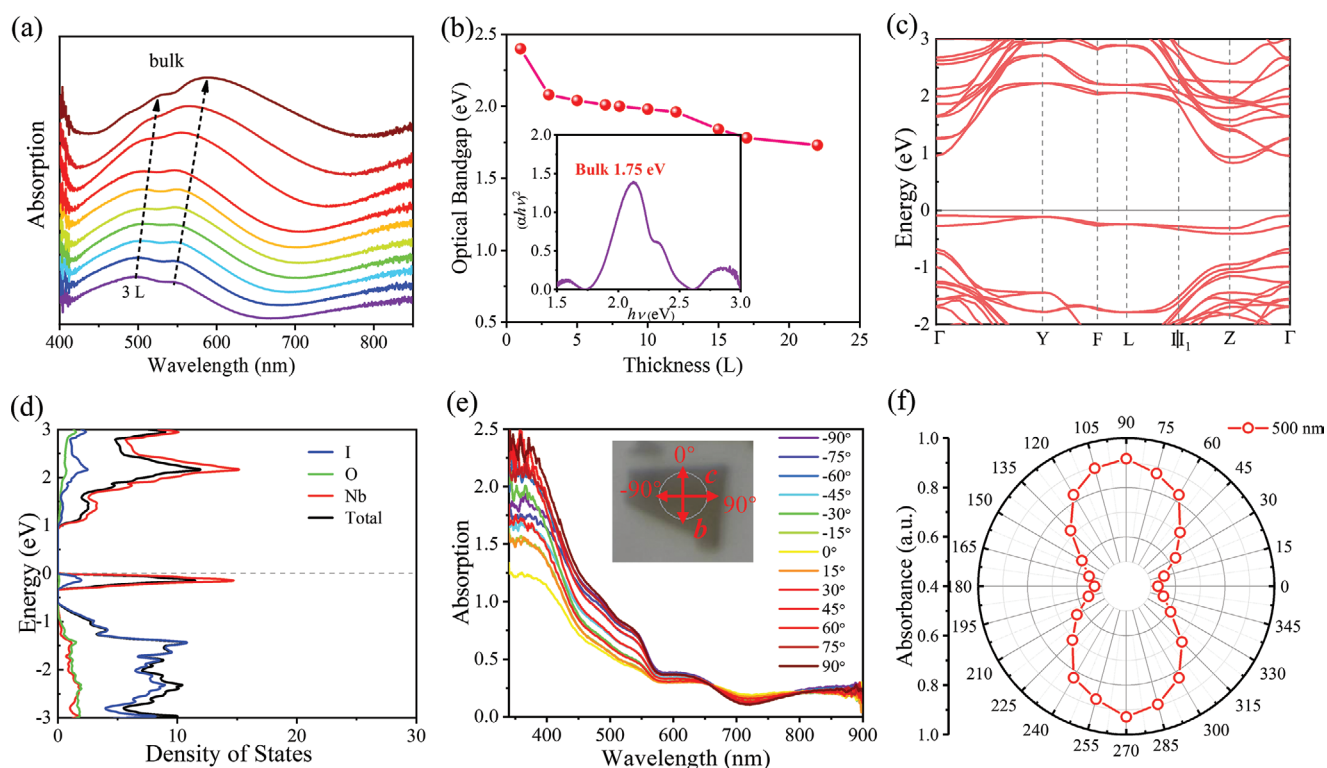 (a)
bulk
3 L
Absorption
400 500 600 700 800
Wavelength (nm)
(b)
2.5
2.0
1.5
1.0
0.5
Optical Bandgap (eV)
0 5 10 15 20 25
Thickness (L)
2.0
1.5
1.0
0.5
0.0
Bulk 1.75 eV
(αhν)²
1.5 2.0 2.5 3.0
hν (eV)
(c)
3
2
1
0
-1
-2
Energy (eV)
Γ Y F L I|I₁ Z Γ
(d)
3
2
1
0
-1
-2
-3
Energy (eV)
I
O
Nb
Total
0 10 20 30
Density of States
(e)
2.5
2.0
1.5
1.0
0.5
0.0
Absorption
0°
c
-90°
90°
b
-90°
-75°
-60°
-45°
-30°
-15°
0°
15°
30°
45°
60°
75°
90°
400 500 600 700 800 900
Wavelength (nm)
(f)
1.0
0.8
0.6
0.4
0.6
0.8
1.0
Absorbance (a.u.)
500 nm
0
15
30
45
60
75
90
105
120
135
150
165
180
195
210
225
240
255
270
285
300
315
330
345